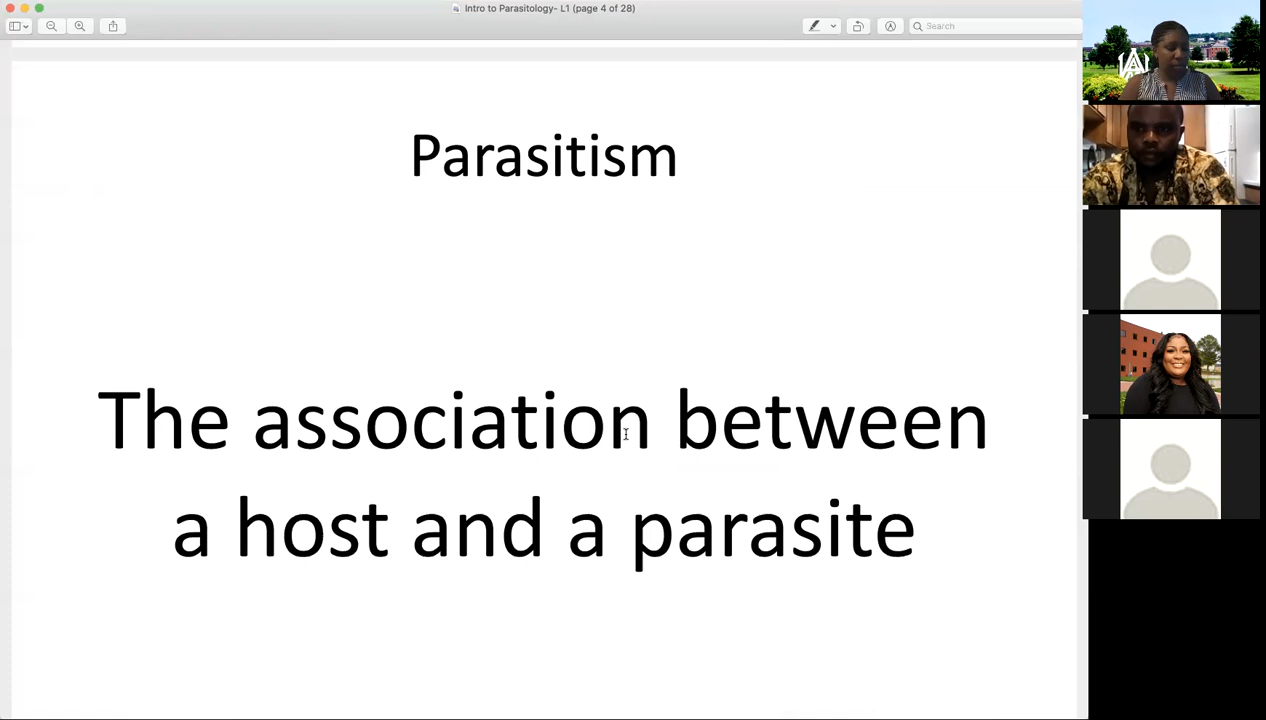 Intro to Parasitology- L1 (page 4 of 28)
Search
Parasitism
The association between
a host and a parasite